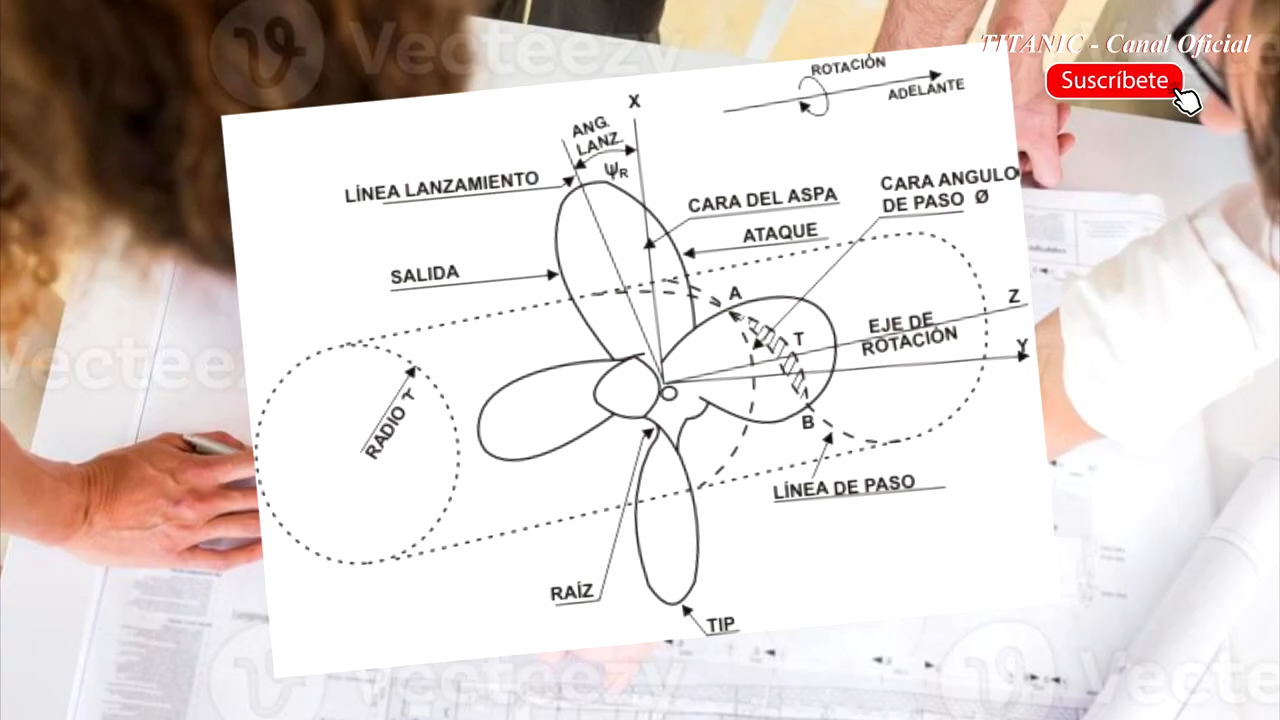 TITANIC - Canal Oficial
Suscríbete
ROTACIÓN
ADELANTE
X
ANG.
LANZ.
ψR
LÍNEA LANZAMIENTO
CARA DEL ASPA
CARA ANGULO
DE PASO Ø
ATAQUE
SALIDA
A
Z
EJE DE
ROTACIÓN
T
Y
RADIO r
B
LÍNEA DE PASO
RAÍZ
TIP
Vecteezy